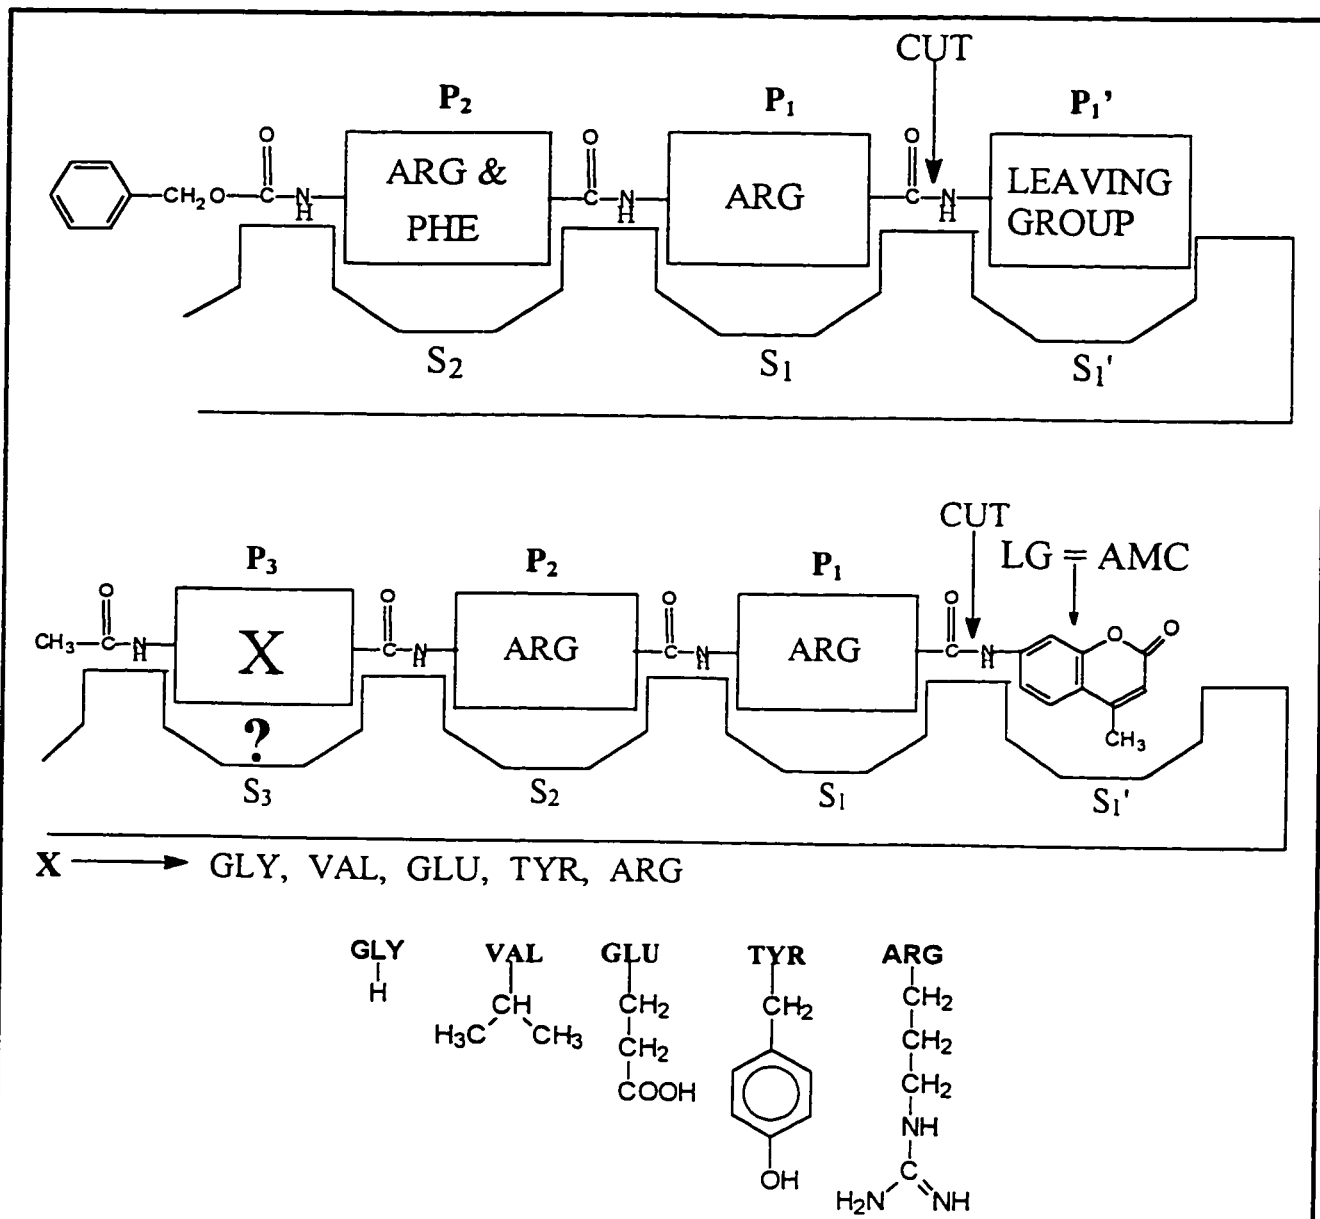 CUT
P₂ P₁ P₁'
O O O
ARG & PHE
ARG
LEAVING GROUP
CH₂ O C N H C N H C N H
S₂ S₁ S₁'
CUT
LG = AMC
P₃ P₂ P₁
O O O O O O
CH₃ C N H X C N H ARG C N H ARG C N H
CH₃
?
S₃ S₂ S₁ S₁'
X GLY, VAL, GLU, TYR, ARG
GLY VAL GLU TYR ARG
H CH CH₂ CH₂ CH₂
H₃C CH₃ CH₂ CH₂
COOH CH₂
NH
OH C
H₂N NH